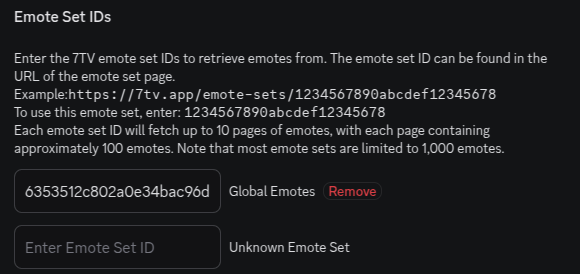 Emote Set IDs
Enter the 7TV emote set IDs to retrieve emotes from. The emote set ID can be found in the
URL of the emote set page.
Example:https://7tv.app/emote-sets/1234567890abcdef12345678
To use this emote set, enter: 1234567890abcdef12345678
Each emote set ID will fetch up to 10 pages of emotes, with each page containing
approximately 100 emotes. Note that most emote sets are limited to 1,000 emotes.
6353512c802a0e34bac96d Global Emotes Remove
Enter Emote Set ID Unknown Emote Set